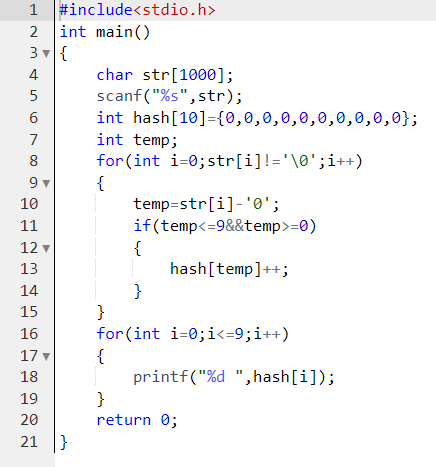 1 #include<stdio.h>
2 int main()
3 {
4 char str[1000];
5 scanf("%s",str);
6 int hash[10]={0,0,0,0,0,0,0,0,0,0};
7 int temp;
8 for(int i=0;str[i]!='\0';i++)
9 {
10 temp=str[i]-'0';
11 if(temp<=9&&temp>=0)
12 {
13 hash[temp]++;
14 }
15 }
16 for(int i=0;i<=9;i++)
17 {
18 printf("%d ",hash[i]);
19 }
20 return 0;
21 }